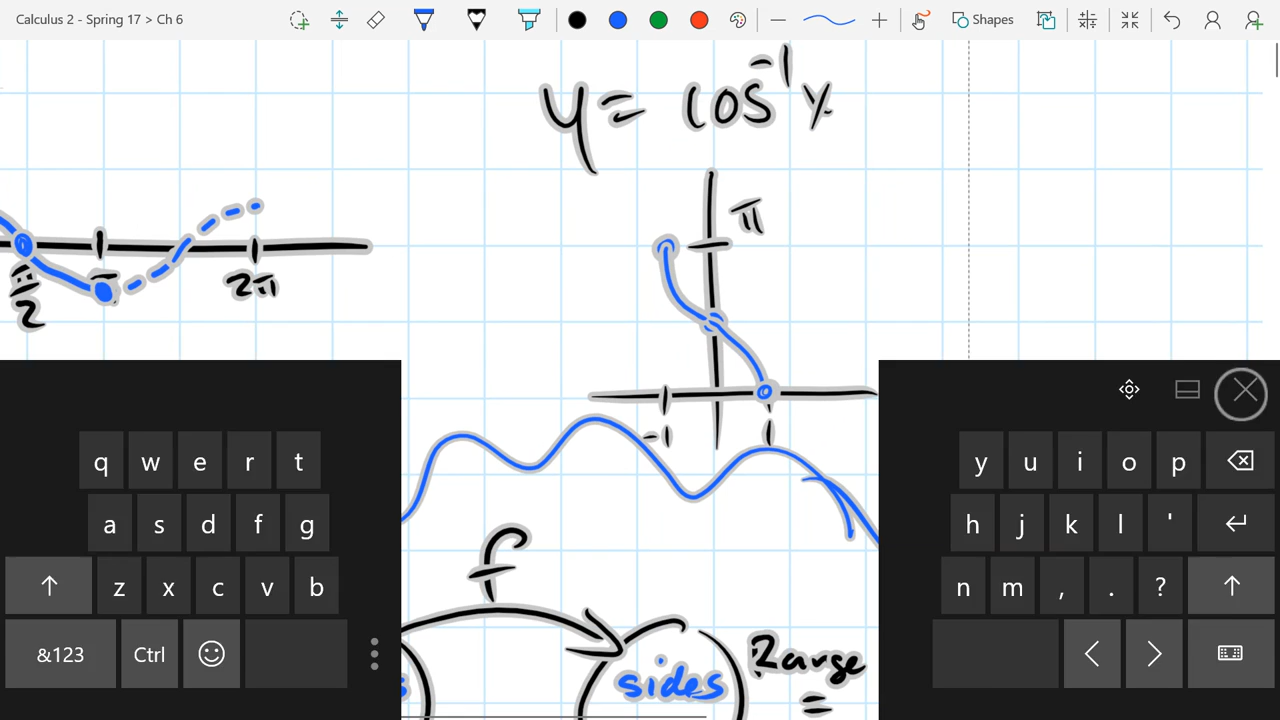 Calculus 2 - Spring 17 > Ch 6
Shapes
y = cos⁻¹ x
π
π/2
π
2π
-1
1
q w e r t
y u i o p
a s d f g
h j k l '
z x c v b
n m , . ?
&123 Ctrl
f
sides
Range
=